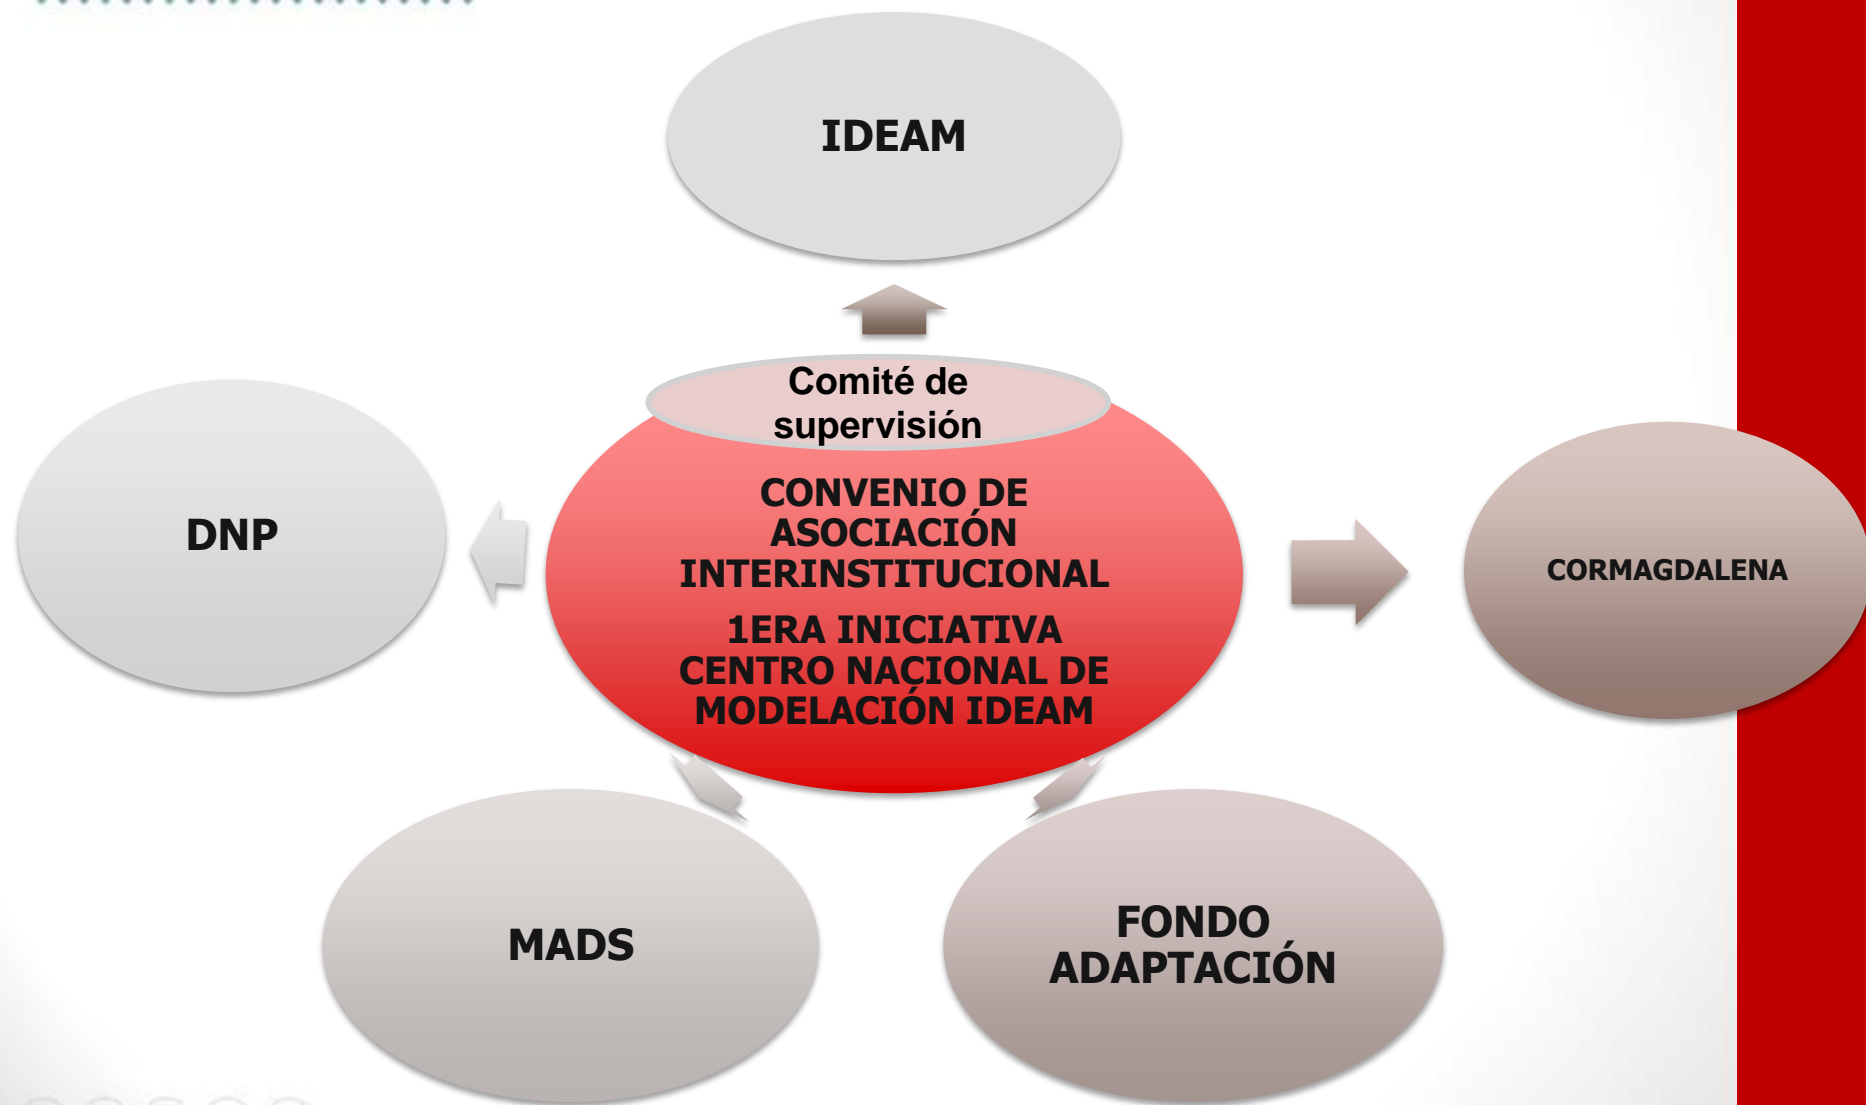 IDEAM
Comité de
supervisión
CONVENIO DE
ASOCIACIÓN
INTERINSTITUCIONAL
1ERA INICIATIVA
CENTRO NACIONAL DE
MODELACIÓN IDEAM
DNP
CORMAGDALENA
MADS
FONDO
ADAPTACIÓN